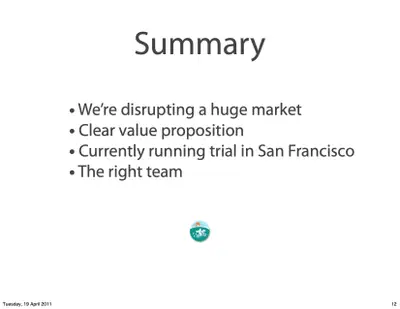 Summary
• We're disrupting a huge market
• Clear value proposition
• Currently running trial in San Francisco
• The right team
Tuesday, 19 April 2011
12